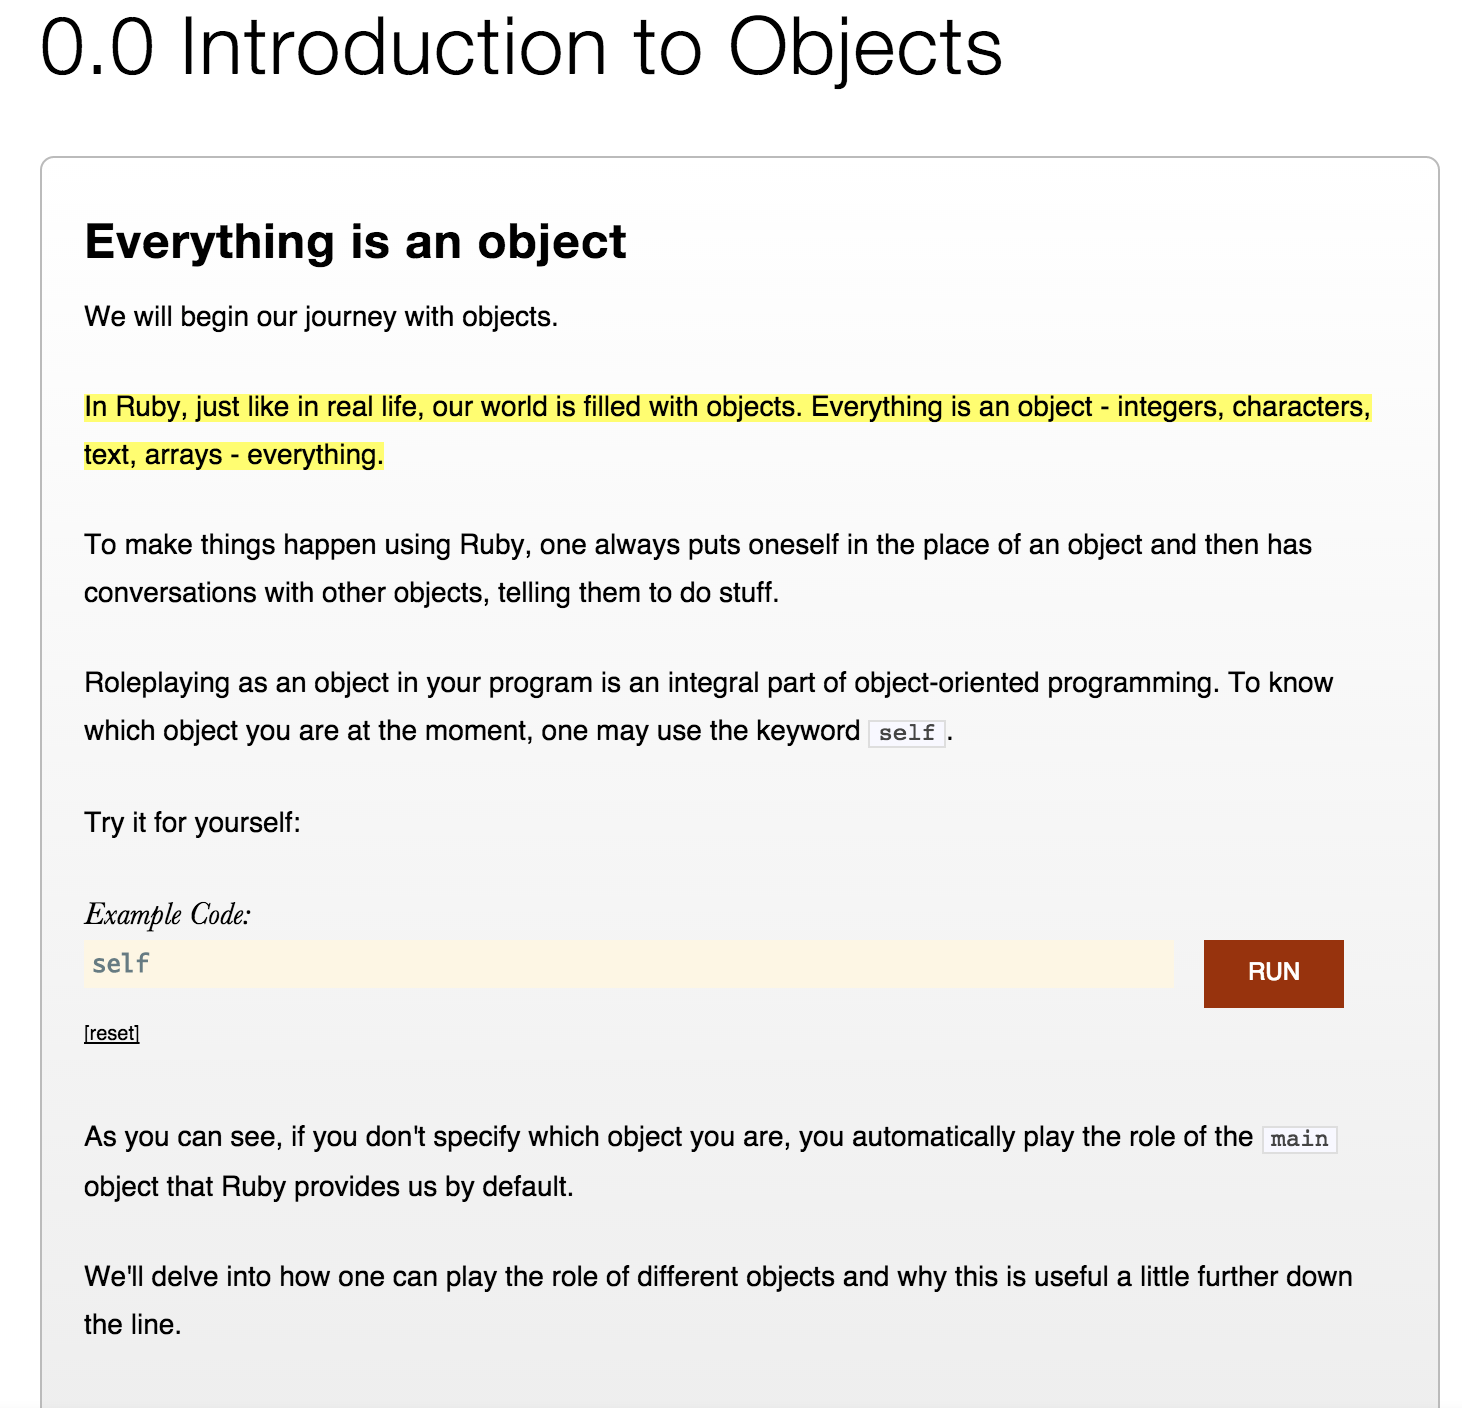 0.0 Introduction to Objects
Everything is an object
We will begin our journey with objects.
In Ruby, just like in real life, our world is filled with objects. Everything is an object - integers, characters,
text, arrays - everything.
To make things happen using Ruby, one always puts oneself in the place of an object and then has
conversations with other objects, telling them to do stuff.
Roleplaying as an object in your program is an integral part of object-oriented programming. To know
which object you are at the moment, one may use the keyword self.
Try it for yourself:
Example Code:
self
RUN
[reset]
As you can see, if you don't specify which object you are, you automatically play the role of the main
object that Ruby provides us by default.
We'll delve into how one can play the role of different objects and why this is useful a little further down
the line.